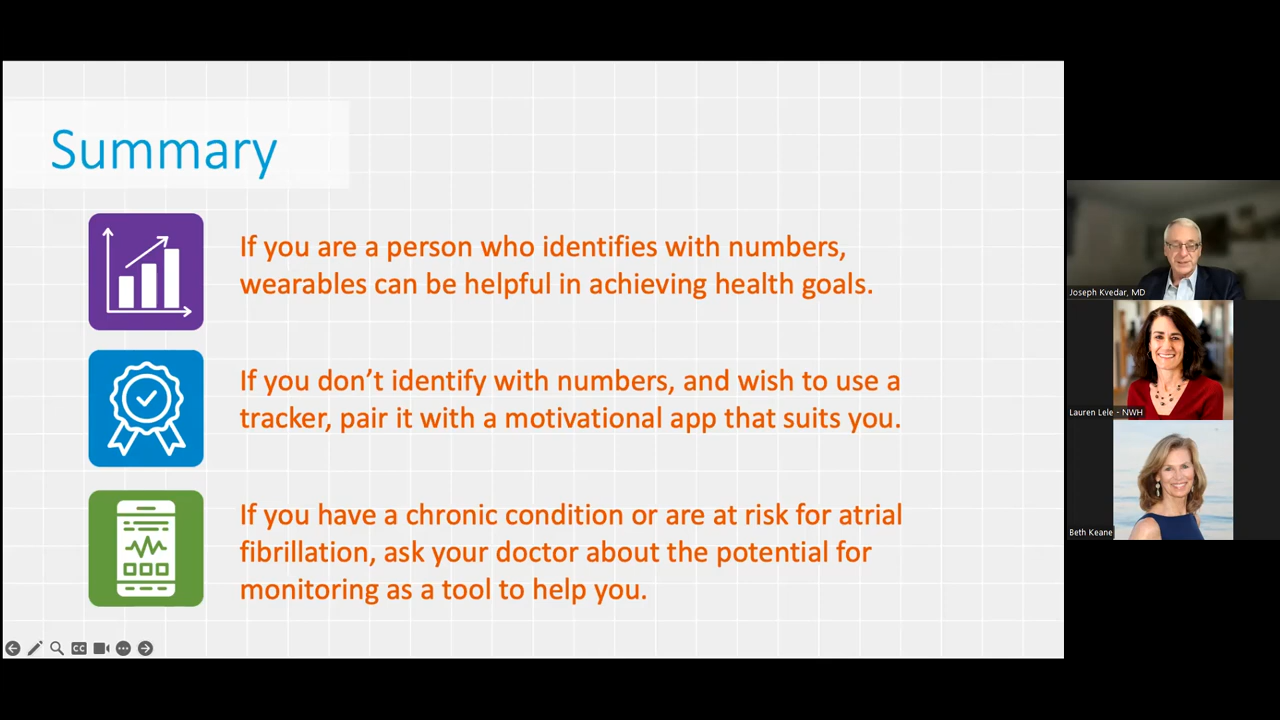 Summary
If you are a person who identifies with numbers,
wearables can be helpful in achieving health goals.
If you don’t identify with numbers, and wish to use a
tracker, pair it with a motivational app that suits you.
If you have a chronic condition or are at risk for atrial
fibrillation, ask your doctor about the potential for
monitoring as a tool to help you.
CC
Joseph Kvedar, MD
Lauren Lele - NWH
Beth Keane